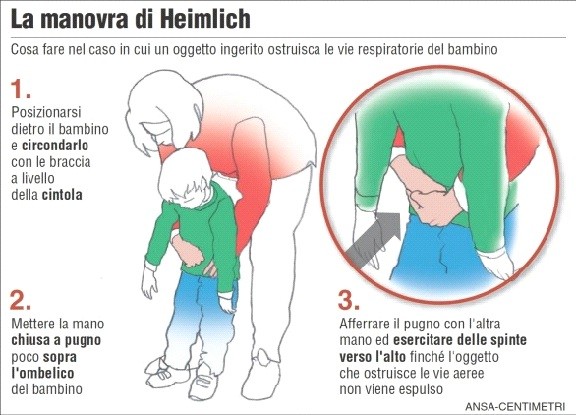 La manovra di Heimlich
Cosa fare nel caso in cui un oggetto ingerito ostruisca le vie respiratorie del bambino
1.
Posizionarsi
dietro il bambino
e circondarlo
con le braccia
a livello
della cintola
2.
Mettere la mano
chiusa a pugno
poco sopra
l'ombelico
del bambino
3.
Afferrare il pugno con l'altra
mano ed esercitare delle spinte
verso l'alto finché l'oggetto
che ostruisce le vie aeree
non viene espulso
ANSA-CENTIMETRI